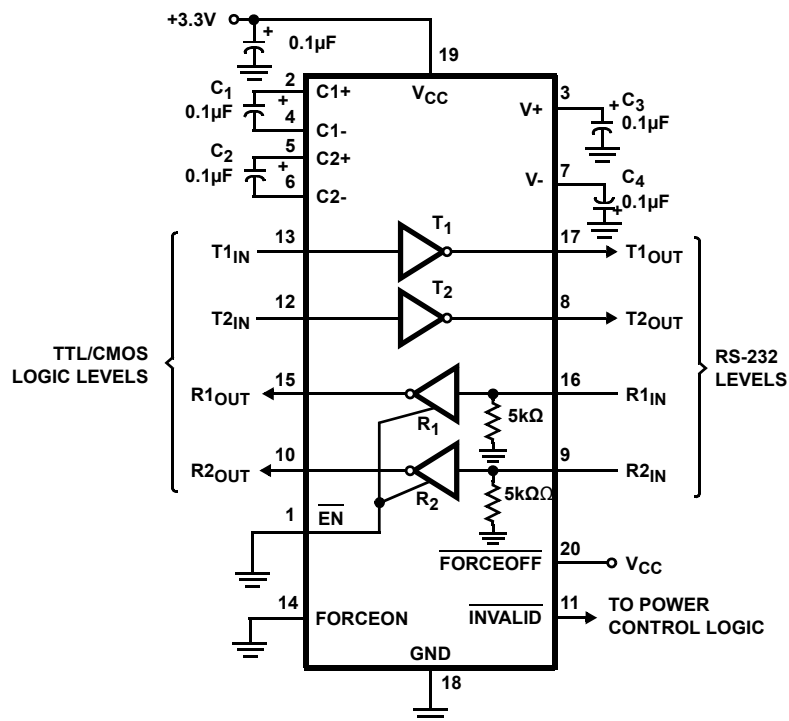 +3.3V
0.1µF
19
C1
0.1µF
2
C1+
+
4
C1-
VCC
3
V+
+
C3
0.1µF
C2
0.1µF
5
C2+
+
6
C2-
7
V-
C4
0.1µF
+
+
T1IN
13
T1
17
T1OUT
T2IN
12
T2
8
T2OUT
TTL/CMOS
LOGIC LEVELS
RS-232
LEVELS
R1OUT
15
R1
5kΩ
16
R1IN
R2OUT
10
R2
5kΩΩ
9
R2IN
1
EN
FORCEOFF
20
VCC
14
FORCEON
INVALID
11
TO POWER
CONTROL LOGIC
GND
18